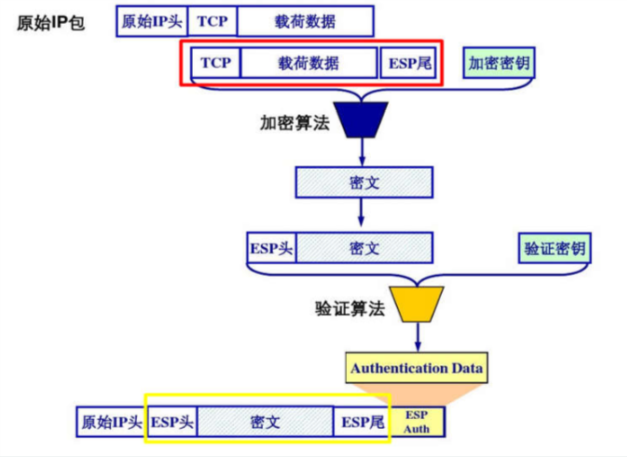 原始IP包 原始IP头 TCP 载荷数据
TCP 载荷数据 ESP尾 加密密钥
加密算法
密文
ESP头 密文 验证密钥
验证算法
Authentication Data
原始IP头 ESP头 密文 ESP尾 ESP
Auth